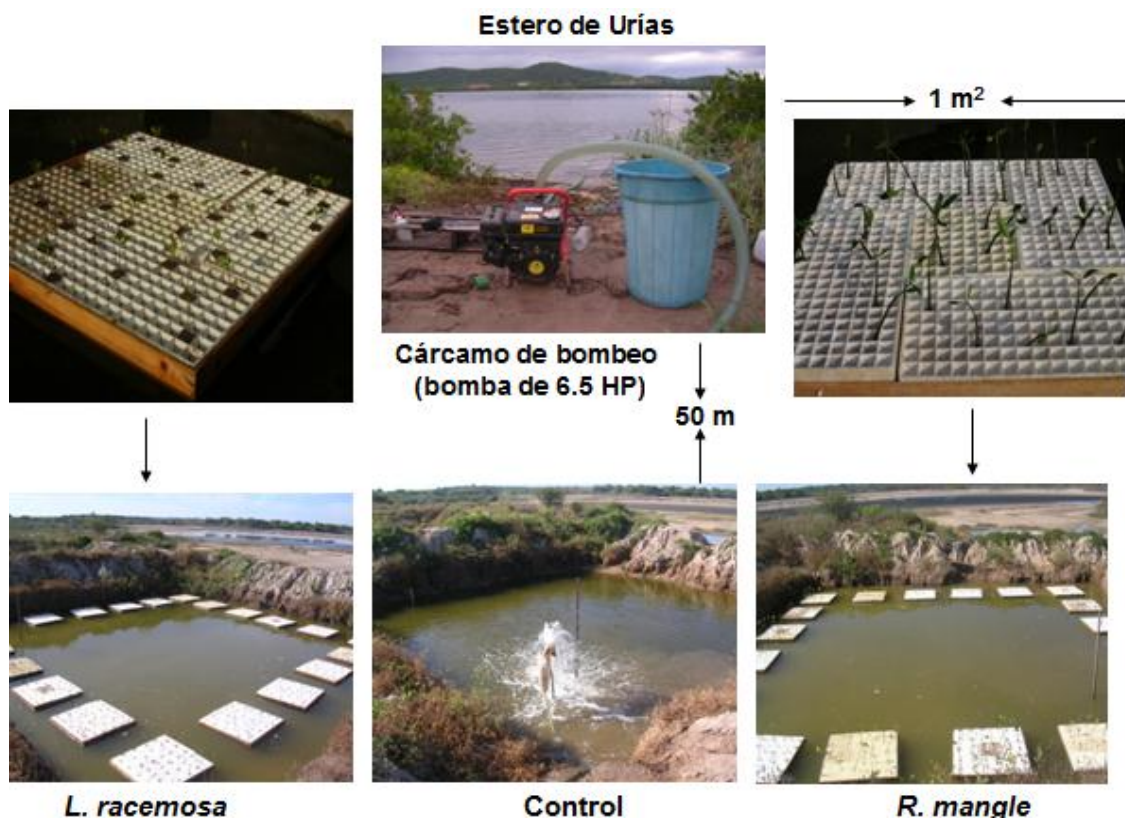 Estero de Urías
1 m²
Cárcamo de bombeo
(bomba de 6.5 HP)
50 m
L. racemosa
Control
R. mangle